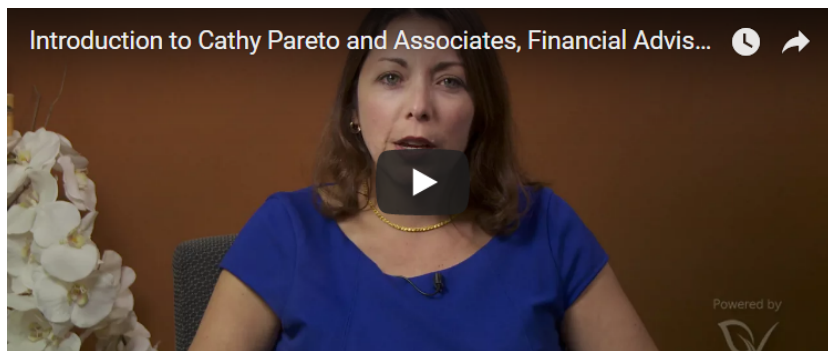 Introduction to Cathy Pareto and Associates, Financial Advis...
Powered by